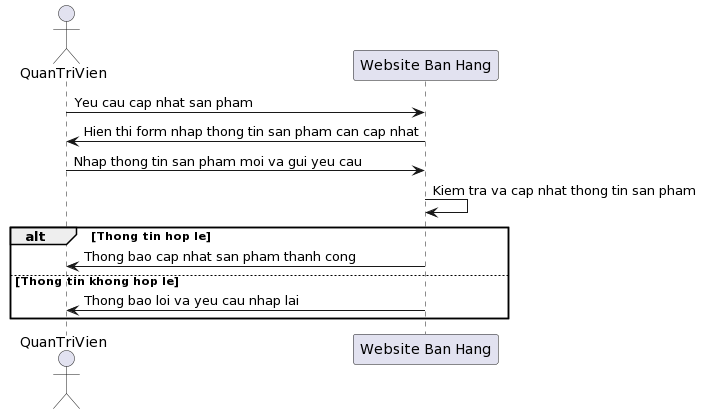 QuanTriVien
Website Ban Hang
Yeu cau cap nhat san pham
Hien thi form nhap thong tin san pham can cap nhat
Nhap thong tin san pham moi va gui yeu cau
Kiem tra va cap nhat thong tin san pham
alt [Thong tin hop le]
Thong bao cap nhat san pham thanh cong
[Thong tin khong hop le]
Thong bao loi va yeu cau nhap lai
QuanTriVien
Website Ban Hang